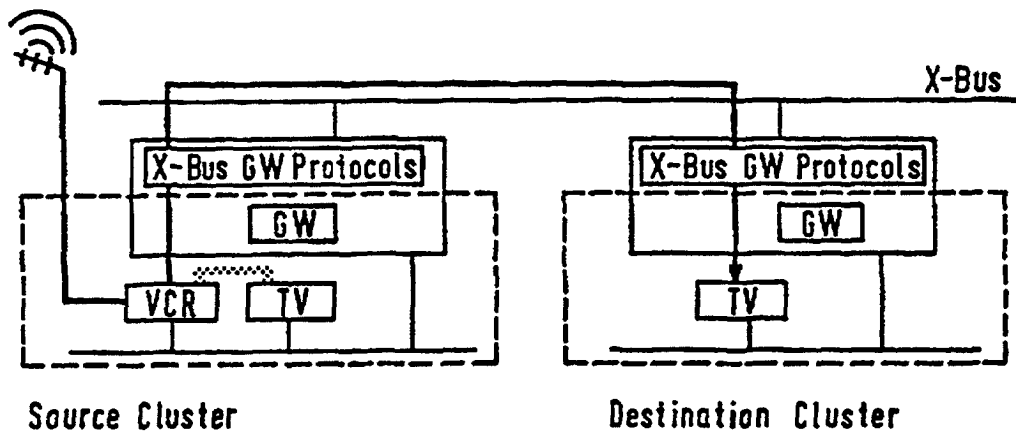 X-Bus
X-Bus GW Protocols
X-Bus GW Protocols
GW
GW
VCR
TV
TV
Source Cluster
Destination Cluster